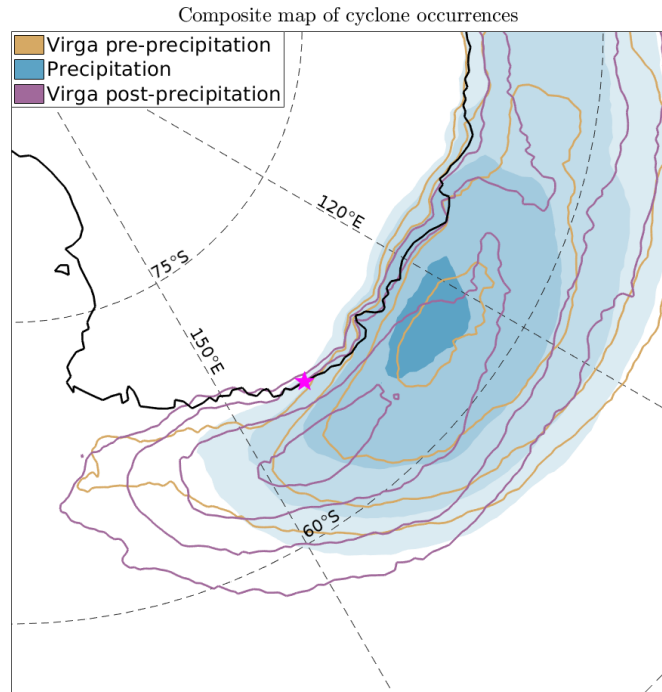 Composite map of cyclone occurrences
Virga pre-precipitation
Precipitation
Virga post-precipitation
120°E
75°S
150°E
60°S